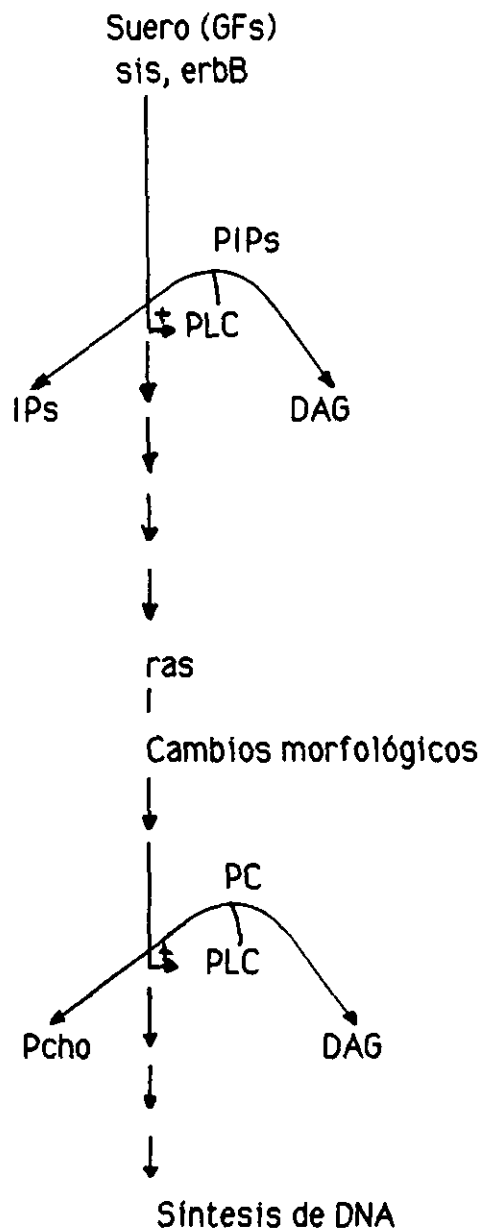 Suero (GFs)
sis, erbB
PIPs
+
PLC
IPs
DAG
ras
Cambios morfológicos
PC
+
PLC
Pcho
DAG
Síntesis de DNA